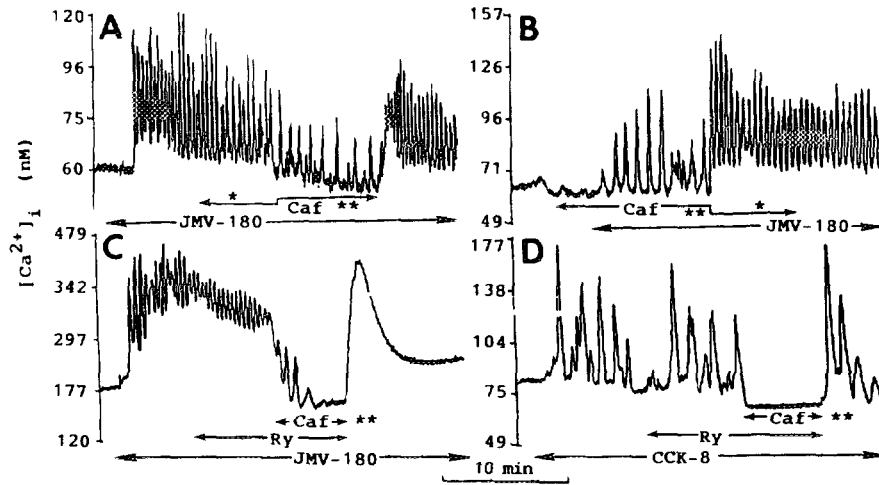 A
120
96
75
60
*
Caf **
JMV-180
B
157
126
96
71
49
Caf ** *
JMV-180
[Ca2+]i (nM)
C
479
342
297
177
120
Caf **
Ry
JMV-180
D
177
138
104
75
49
Caf **
Ry
CCK-8
10 min